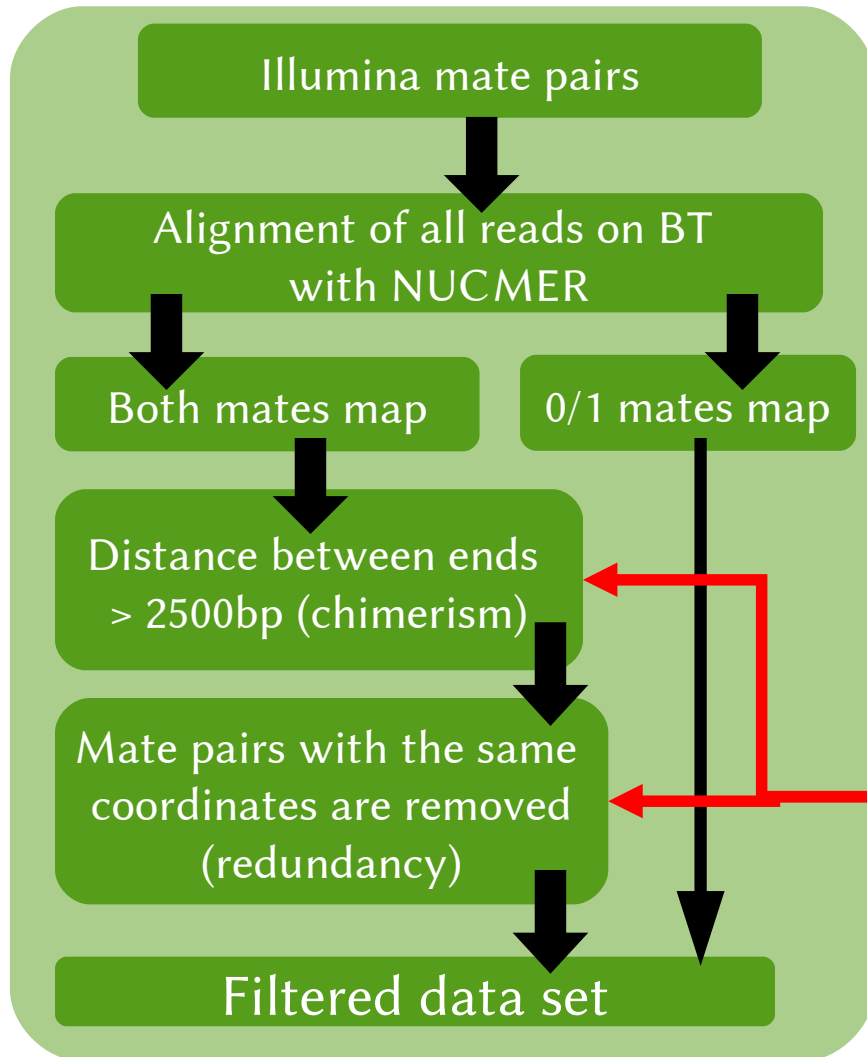 Illumina mate pairs
Alignment of all reads on BT
with NUCMER
Both mates map
0/1 mates map
Distance between ends
> 2500bp (chimerism)
Mate pairs with the same
coordinates are removed
(redundancy)
Filtered data set